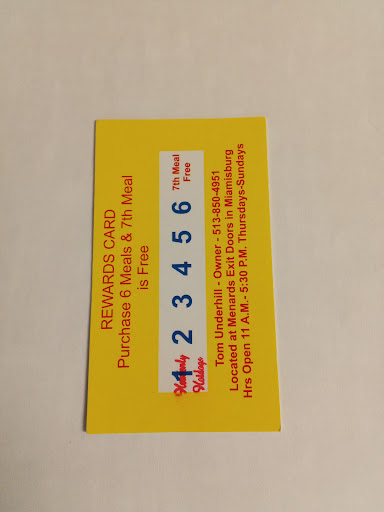 REWARDS CARD
Purchase 6 Meals & 7th Meal
is Free
1 2 3 4 5 6 7th Meal
Free
Heavenly
Hotdogs
Tom Underhill - Owner - 513-850-4951
Located at Menards Exit Doors in Miamisburg
Hrs Open 11 A.M.- 5:30 P.M. Thursdays-Sundays